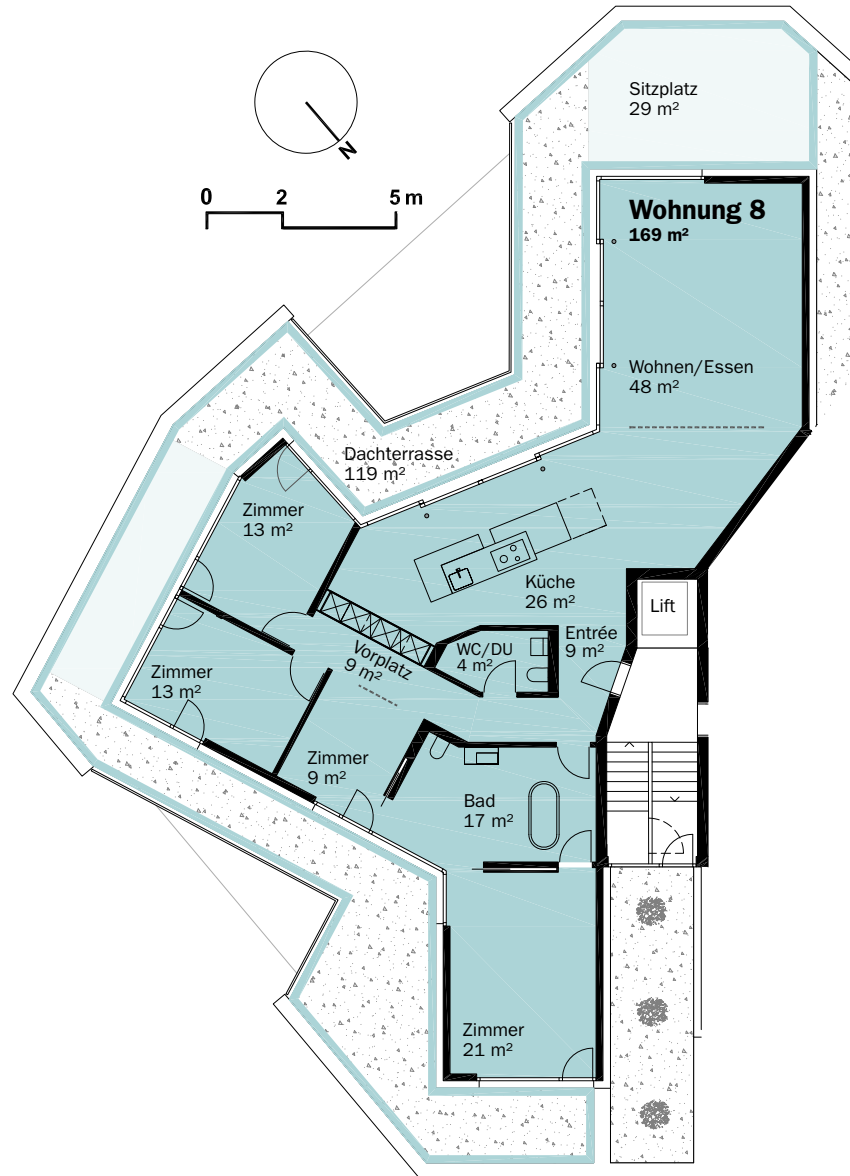 Sitzplatz
29 m²
N
0 2 5 m
Wohnung 8
169 m²
Wohnen/Essen
48 m²
Dachterrasse
119 m²
Zimmer
13 m²
Küche
26 m²
Lift
Entrée
9 m²
WC/DU
4 m²
Vorplatz
9 m²
Zimmer
13 m²
Zimmer
9 m²
Bad
17 m²
Zimmer
21 m²